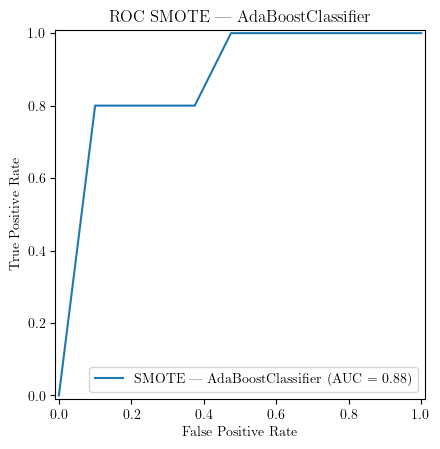 ROC SMOTE — AdaBoostClassifier
1.0
0.8
0.6
0.4
0.2
0.0
True Positive Rate
SMOTE — AdaBoostClassifier (AUC = 0.88)
0.0 0.2 0.4 0.6 0.8 1.0
False Positive Rate